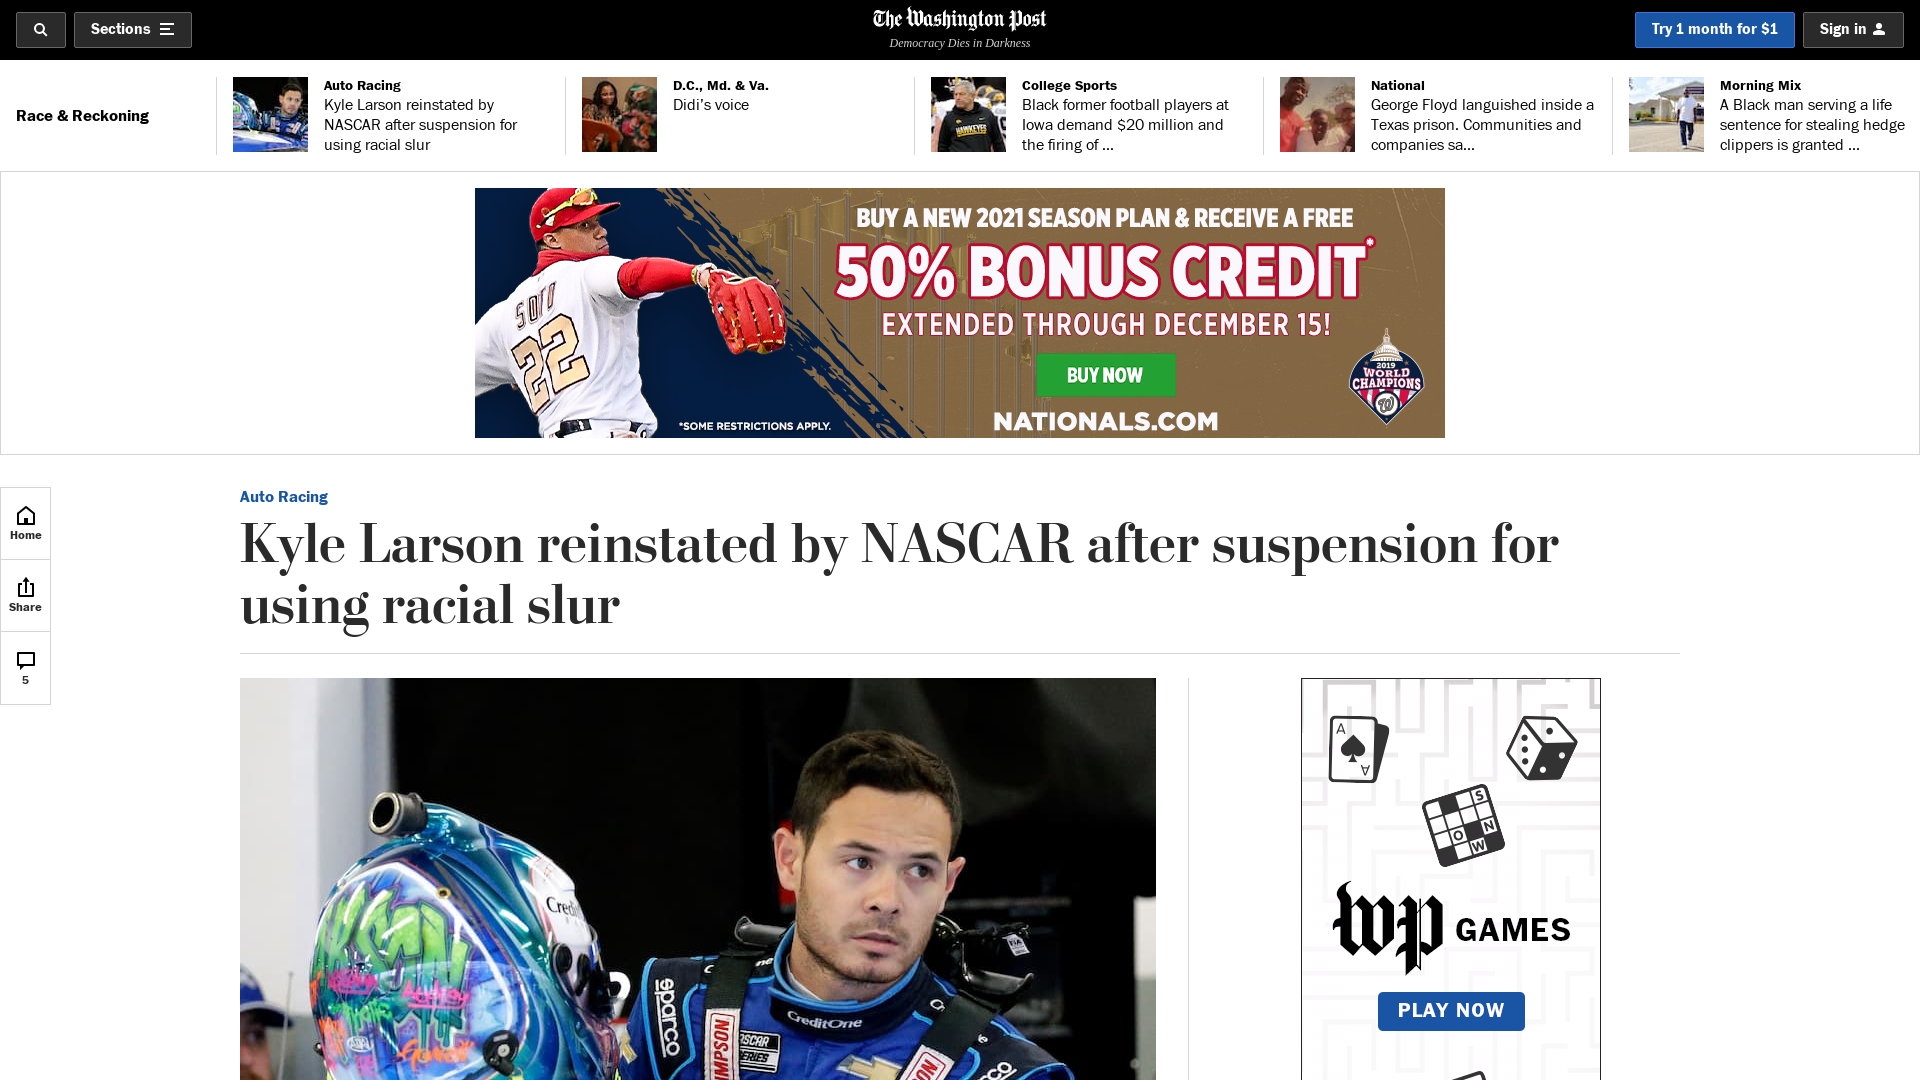 Sections
The Washington Post
Democracy Dies in Darkness
Try 1 month for $1
Sign in
Race & Reckoning
Auto Racing
Kyle Larson reinstated by
NASCAR after suspension for
using racial slur
D.C., Md. & Va.
Didi’s voice
College Sports
Black former football players at
Iowa demand $20 million and
the firing of ...
National
George Floyd languished inside a
Texas prison. Communities and
companies sa...
Morning Mix
A Black man serving a life
sentence for stealing hedge
clippers is granted ...
BUY A NEW 2021 SEASON PLAN & RECEIVE A FREE
50% BONUS CREDIT*
EXTENDED THROUGH DECEMBER 15!
BUY NOW
NATIONALS.COM
*SOME RESTRICTIONS APPLY.
2019
WORLD
CHAMPIONS
W
22
Home
Share
5
Auto Racing
Kyle Larson reinstated by NASCAR after suspension for
using racial slur
A
A
S
O
N
W
wp GAMES
PLAY NOW
Credit
sparco
CreditOne